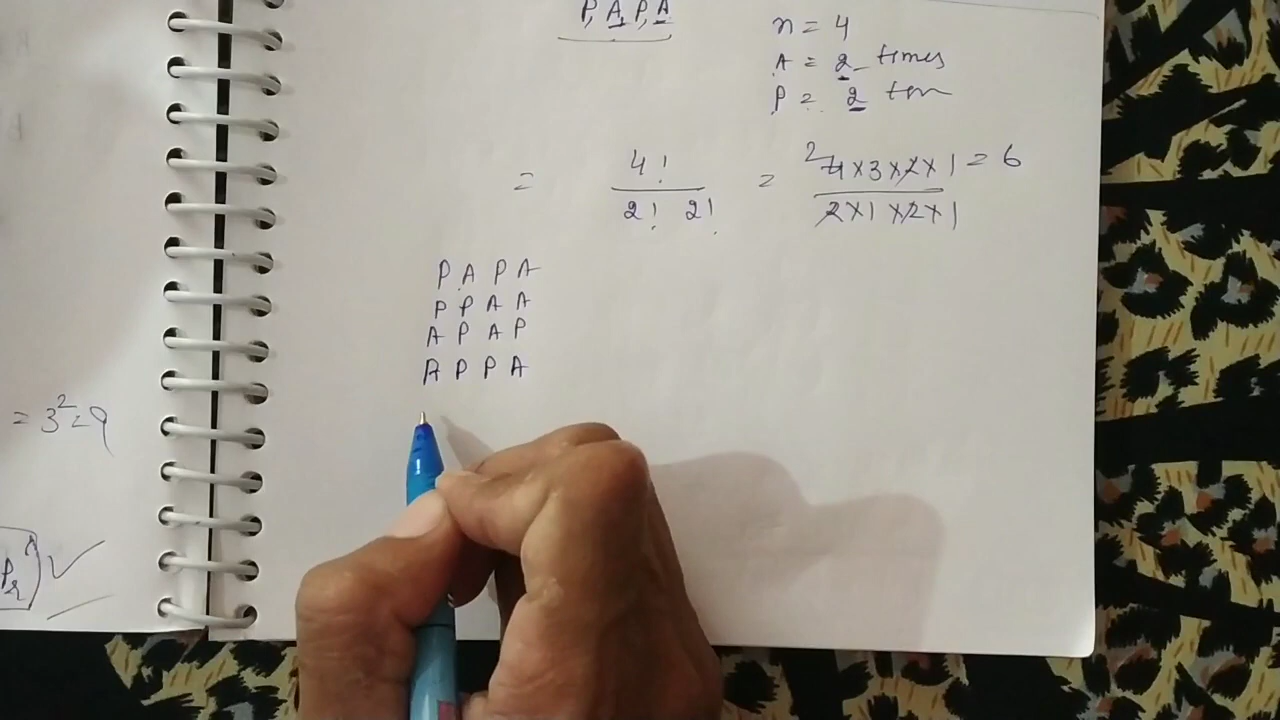 P, A, P, A
n = 4
A = 2 times
P = 2
= 4! / 2! 2! = 2 4×3×2×1 / 2×1×2×1 = 6
P A P A
P P A A
A P A P
A P P A
= 3² = 9
Pr